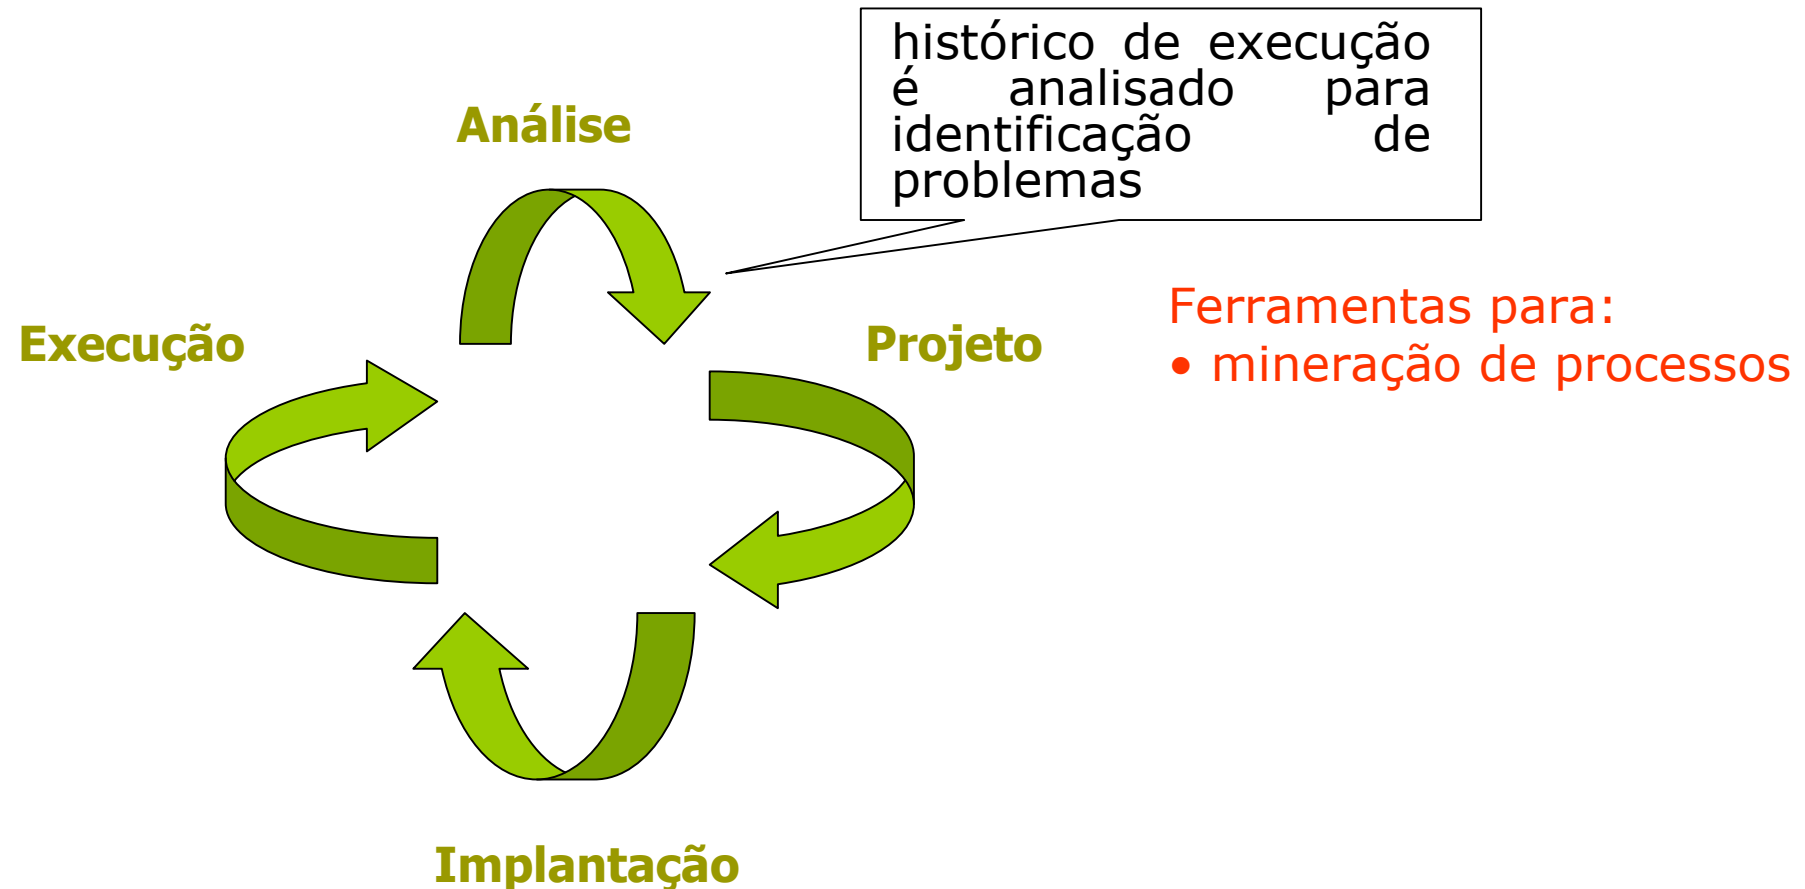 histórico de execução
é analisado para
identificação de
problemas
Análise
Ferramentas para:
• mineração de processos
Execução
Projeto
Implantação